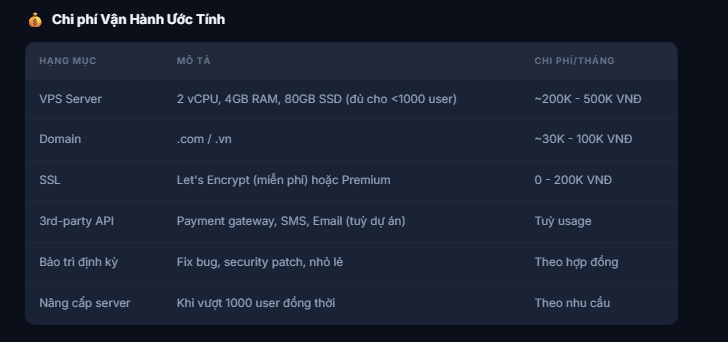 Chi phí Vận Hành Ước Tính
HẠNG MỤC MÔ TẢ CHI PHÍ/THÁNG
VPS Server 2 vCPU, 4GB RAM, 80GB SSD (đủ cho <1000 user) ~200K - 500K VNĐ
Domain .com / .vn ~30K - 100K VNĐ
SSL Let's Encrypt (miễn phí) hoặc Premium 0 - 200K VNĐ
3rd-party API Payment gateway, SMS, Email (tuỳ dự án) Tuỳ usage
Bảo trì định kỳ Fix bug, security patch, nhỏ lẻ Theo hợp đồng
Nâng cấp server Khi vượt 1000 user đồng thời Theo nhu cầu